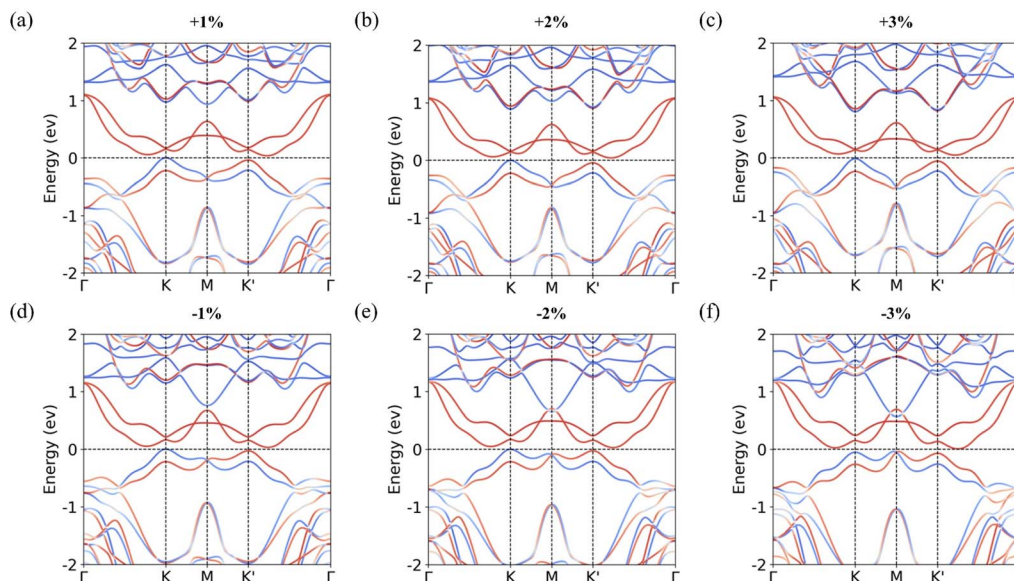 (a) +1% (b) +2% (c) +3%
2 2 2
1 1 1
0 0 0
-1 -1 -1
-2 -2 -2
Energy (ev) Energy (ev) Energy (ev)
Γ K M K' Γ Γ K M K' Γ Γ K M K' Γ
(d) -1% (e) -2% (f) -3%
2 2 2
1 1 1
0 0 0
-1 -1 -1
-2 -2 -2
Energy (ev) Energy (ev) Energy (ev)
Γ K M K' Γ Γ K M K' Γ Γ K M K' Γ